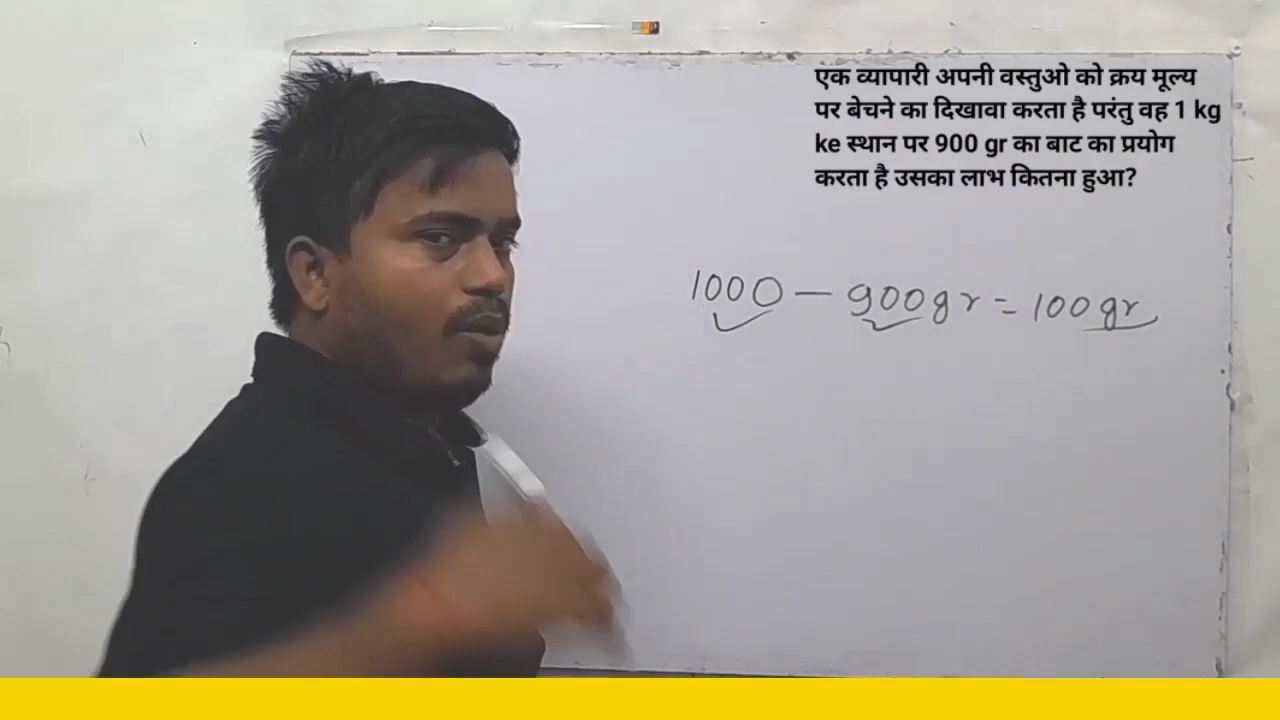 एक व्यापारी अपनी वस्तुओ को क्रय मूल्य
पर बेचने का दिखावा करता है परंतु वह 1 kg
ke स्थान पर 900 gr का बाट का प्रयोग
करता है उसका लाभ कितना हुआ?
1000 — 900gr = 100gr